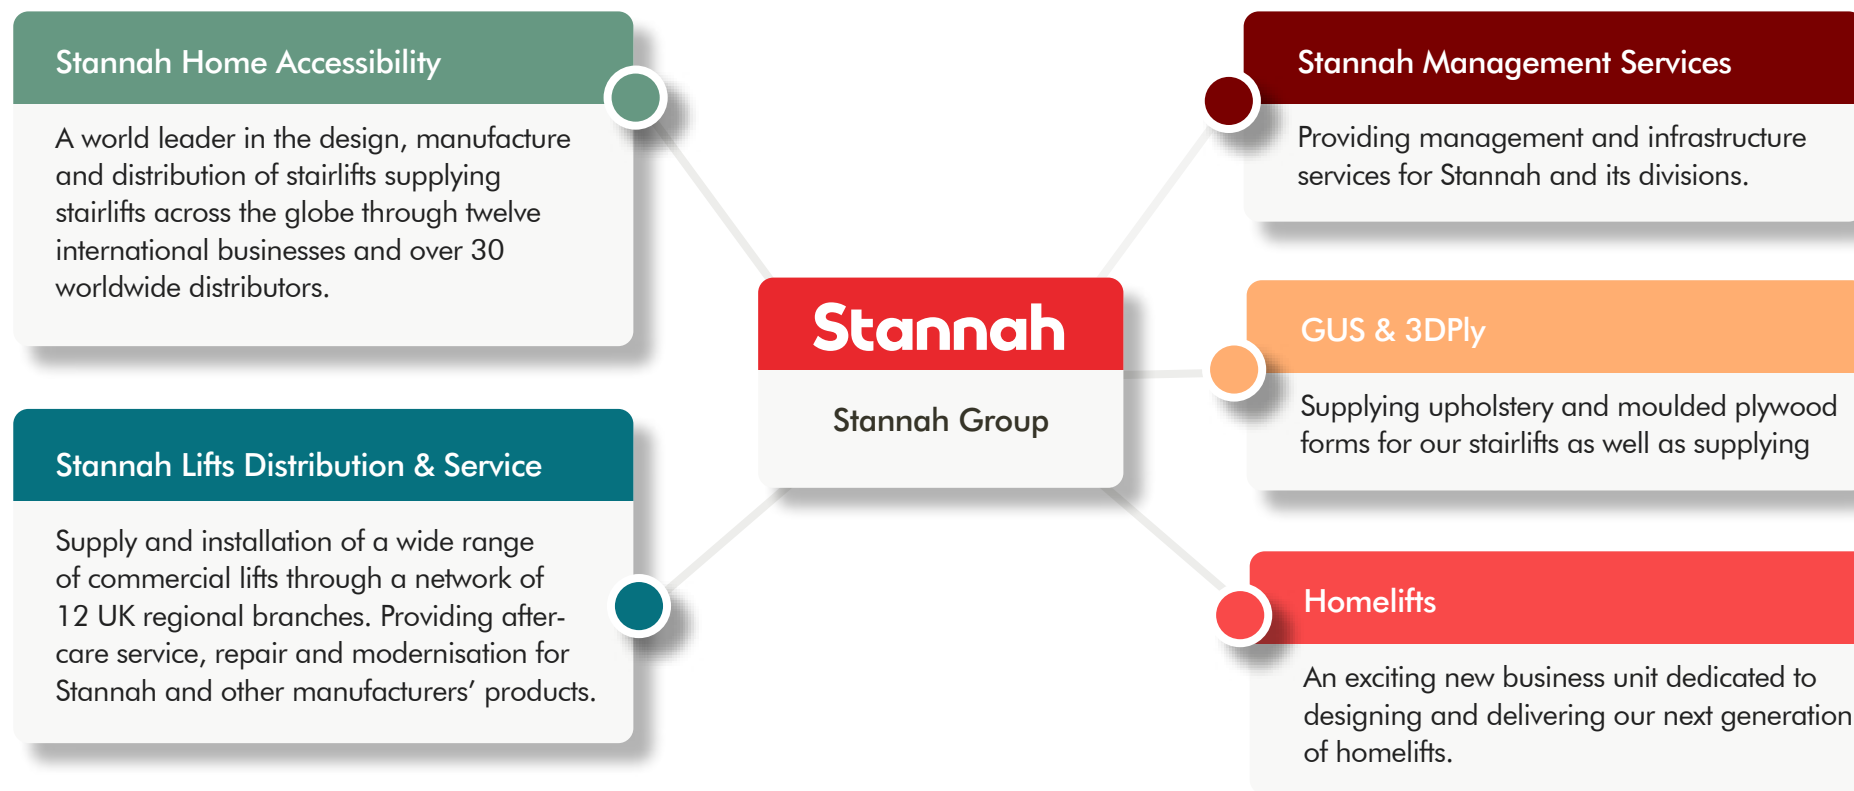 Stannah Home Accessibility
A world leader in the design, manufacture
and distribution of stairlifts supplying
stairlifts across the globe through twelve
international businesses and over 30
worldwide distributors.
Stannah Lifts Distribution & Service
Supply and installation of a wide range
of commercial lifts through a network of
12 UK regional branches. Providing after-
care service, repair and modernisation for
Stannah and other manufacturers’ products.
Stannah
Stannah Group
Stannah Management Services
Providing management and infrastructure
services for Stannah and its divisions.
GUS & 3DPly
Supplying upholstery and moulded plywood
forms for our stairlifts as well as supplying
Homelifts
An exciting new business unit dedicated to
designing and delivering our next generation
of homelifts.